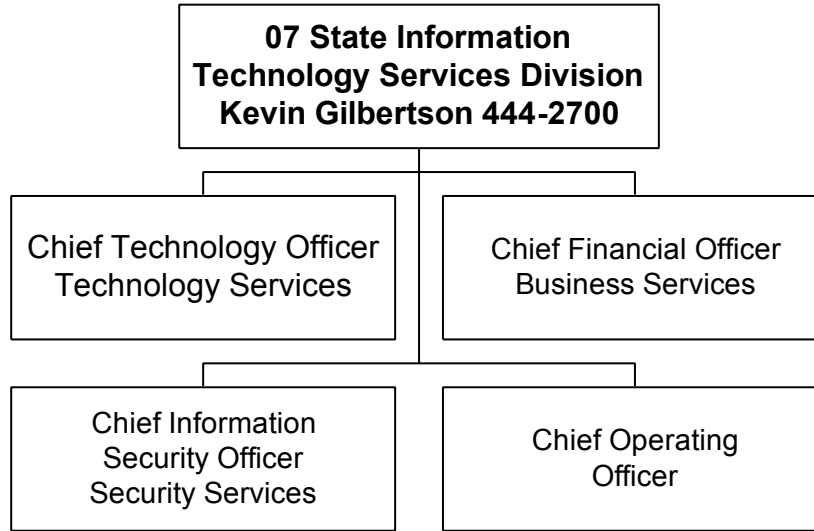 07 State Information
Technology Services Division
Kevin Gilbertson 444-2700
Chief Technology Officer
Technology Services
Chief Financial Officer
Business Services
Chief Information
Security Officer
Security Services
Chief Operating
Officer